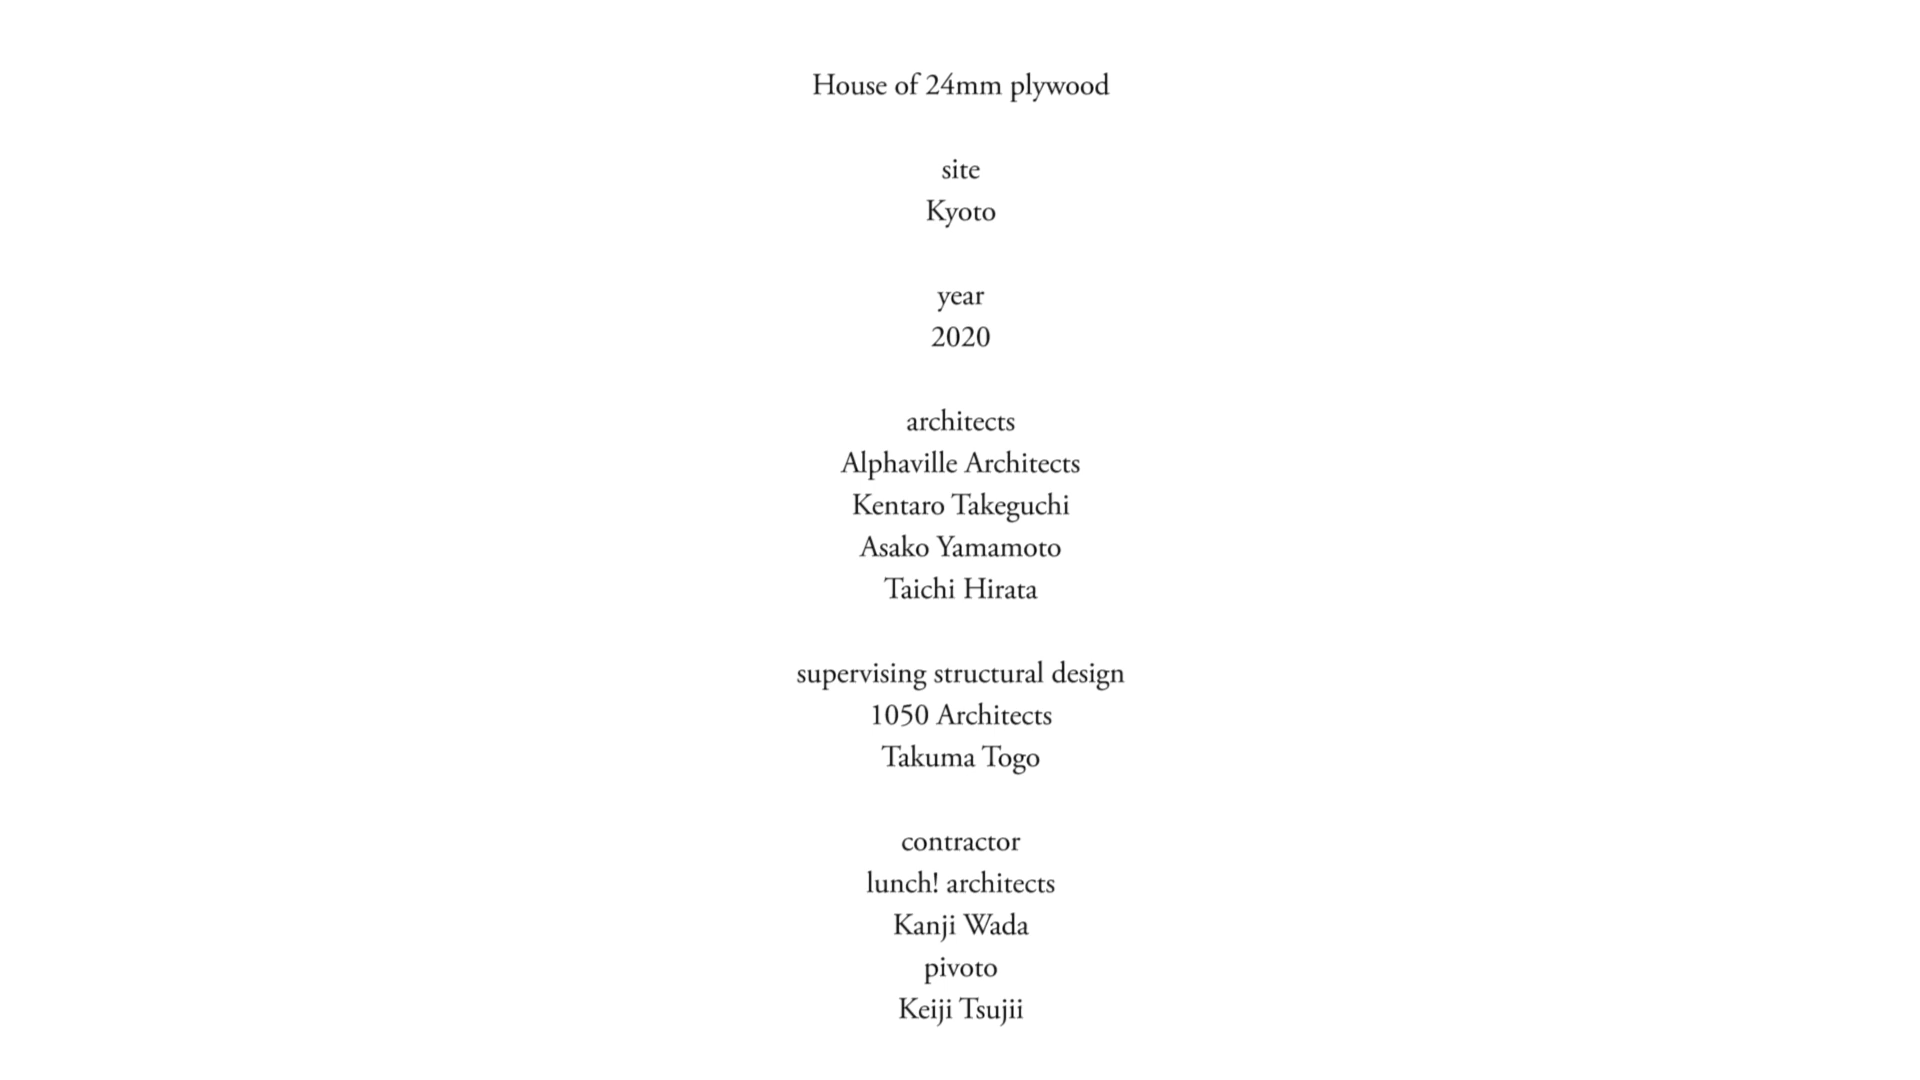 House of 24mm plywood
site
Kyoto
year
2020
architects
Alphaville Architects
Kentaro Takeguchi
Asako Yamamoto
Taichi Hirata
supervising structural design
1050 Architects
Takuma Togo
contractor
lunch! architects
Kanji Wada
pivoto
Keiji Tsujii